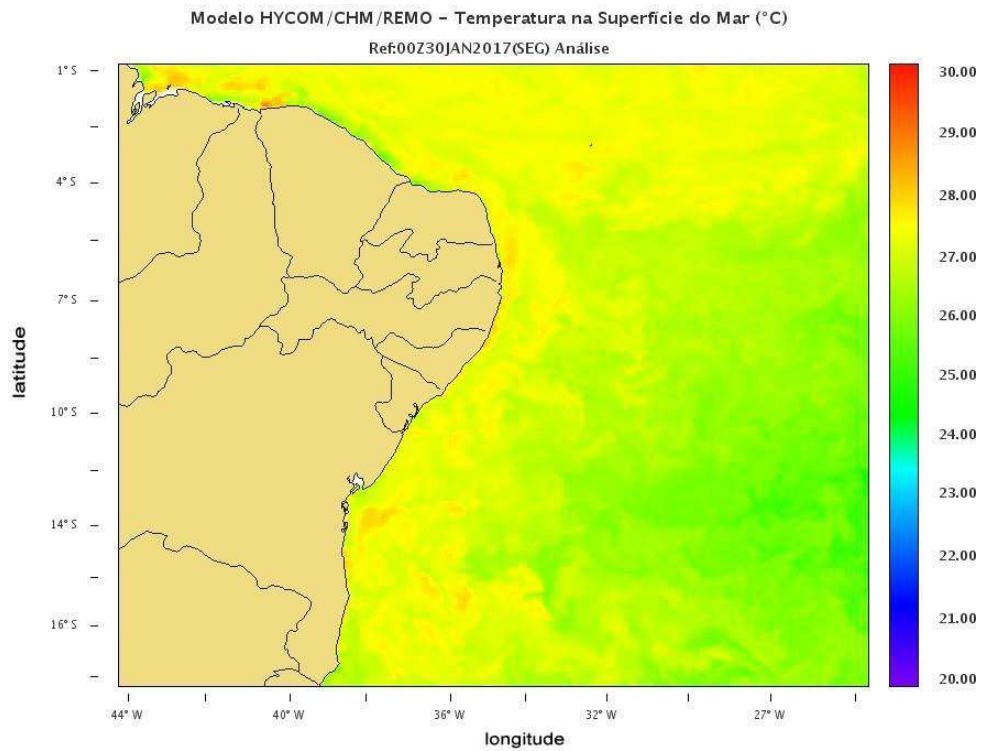 Modelo HYCOM/CHM/REMO - Temperatura na Superfície do Mar (°C)
Ref:00Z30JAN2017(SEG) Análise
1°S
4°S
7°S
10°S
14°S
16°S
latitude
44°W
40°W
36°W
32°W
27°W
longitude
30.00
29.00
28.00
27.00
26.00
25.00
24.00
23.00
22.00
21.00
20.00